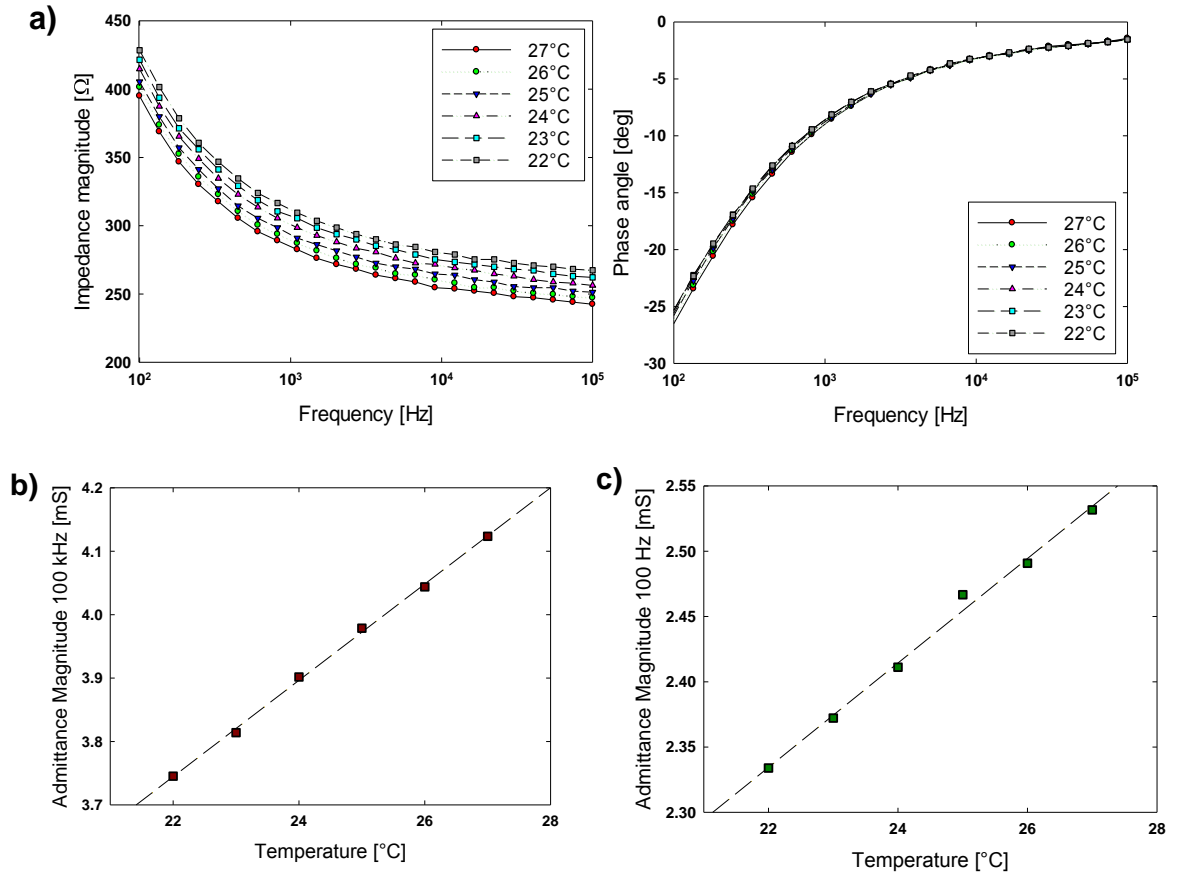 a)
450
400
350
300
250
200
Impedance magnitude [Ω]
27°C
26°C
25°C
24°C
23°C
22°C
10²
10³
10⁴
10⁵
Frequency [Hz]
0
-5
-10
-15
-20
-25
-30
Phase angle [deg]
27°C
26°C
25°C
24°C
23°C
22°C
10²
10³
10⁴
10⁵
Frequency [Hz]
b)
4.2
4.1
4.0
3.9
3.8
3.7
Admittance Magnitude 100 kHz [mS]
22
24
26
28
Temperature [°C]
c)
2.55
2.50
2.45
2.40
2.35
2.30
Admittance Magnitude 100 Hz [mS]
22
24
26
28
Temperature [°C]